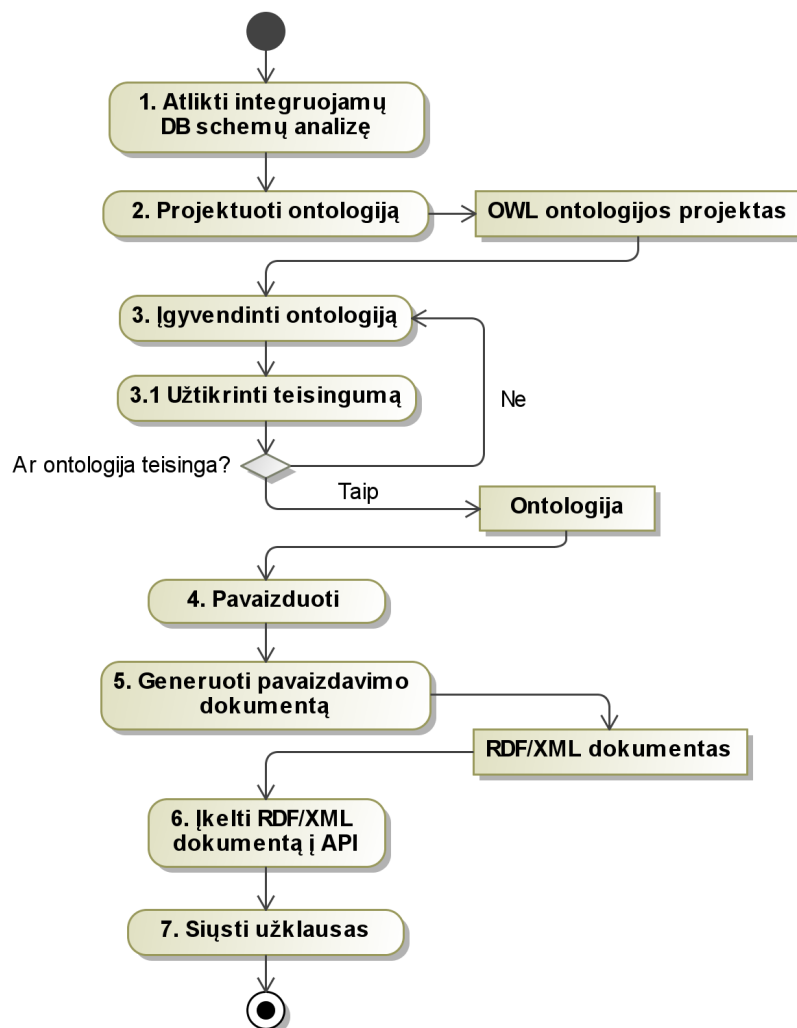 1. Atlikti integruojamų
DB schemų analizę
2. Projektuoti ontologiją
OWL ontologijos projektas
3. Įgyvendinti ontologiją
3.1 Užtikrinti teisingumą
Ne
Ar ontologija teisinga?
Taip
Ontologija
4. Pavaizduoti
5. Generuoti pavaizdavimo
dokumentą
RDF/XML dokumentas
6. Įkelti RDF/XML
dokumentą į API
7. Siųsti užklausas